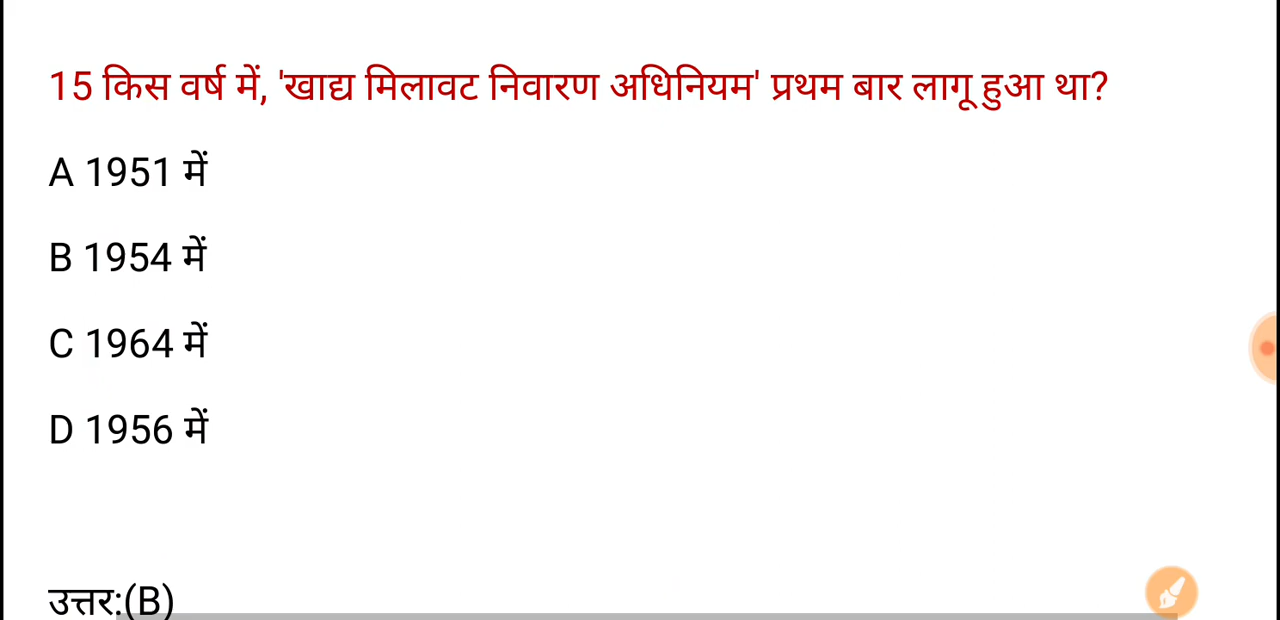 15 किस वर्ष में, 'खाद्य मिलावट निवारण अधिनियम' प्रथम बार लागू हुआ था?
A 1951 में
B 1954 में
C 1964 में
D 1956 में
उत्तर:(B)